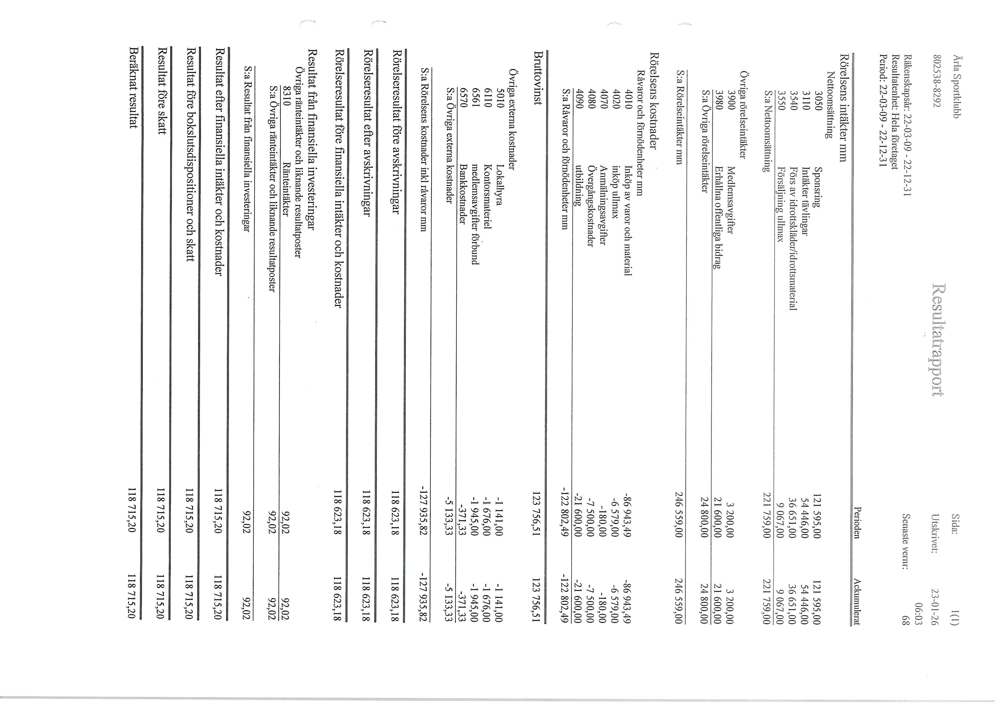 Ärla Sportklubb Sida: 1(1)
802538-8292 Resultatrapport Utskrivet: 23-01-26
06:03
Räkenskapsår: 22-03-09 - 22-12-31 Senaste vernr: 68
Resultatenhet: Hela företaget
Period: 22-03-09 - 22-12-31
Perioden Ackumulerat
Rörelsens intäkter mm
Nettoomsättning
3050 Sponsring 121 595,00 121 595,00
3110 Intäkter tävlingar 54 446,00 54 446,00
3540 Förs av idrottskläder/idrottsmaterial 36 651,00 36 651,00
3550 Försäljning ullmax 9 067,00 9 067,00
S:a Nettoomsättning 221 759,00 221 759,00
Övriga rörelseintäkter
3900 Medlemsavgifter 3 200,00 3 200,00
3980 Erhållna offentliga bidrag 21 600,00 21 600,00
S:a Övriga rörelseintäkter 24 800,00 24 800,00
S:a Rörelseintäkter mm 246 559,00 246 559,00
Rörelsens kostnader
Råvaror och förnödenheter mm
4010 Inköp av varor och material -86 943,49 -86 943,49
4020 inköp ullmax -6 579,00 -6 579,00
4070 Anmälningsavgifter -180,00 -180,00
4080 Övergångskostnader -7 500,00 -7 500,00
4090 utbildning -21 600,00 -21 600,00
S:a Råvaror och förnödenheter mm -122 802,49 -122 802,49
Bruttovinst 123 756,51 123 756,51
Övriga externa kostnader
5010 Lokalhyra -1 141,00 -1 141,00
6110 Kontorsmateriel -1 676,00 -1 676,00
6561 medlemsavgifter förbund -1 945,00 -1 945,00
6570 Bankkostnader -371,33 -371,33
S:a Övriga externa kostnader -5 133,33 -5 133,33
S:a Rörelsens kostnader inkl råvaror mm -127 935,82 -127 935,82
Rörelseresultat före avskrivningar 118 623,18 118 623,18
Rörelseresultat efter avskrivningar 118 623,18 118 623,18
Rörelseresultat före finansiella intäkter och kostnader 118 623,18 118 623,18
Resultat från finansiella investeringar
Övriga ränteintäkter och liknande resultatposter
8310 Ränteintäkter 92,02 92,02
S:a Övriga ränteintäkter och liknande resultatposter 92,02 92,02
S:a Resultat från finansiella investeringar 92,02 92,02
Resultat efter finansiella intäkter och kostnader 118 715,20 118 715,20
Resultat före bokslutsdispositioner och skatt 118 715,20 118 715,20
Resultat före skatt 118 715,20 118 715,20
Beräknat resultat 118 715,20 118 715,20